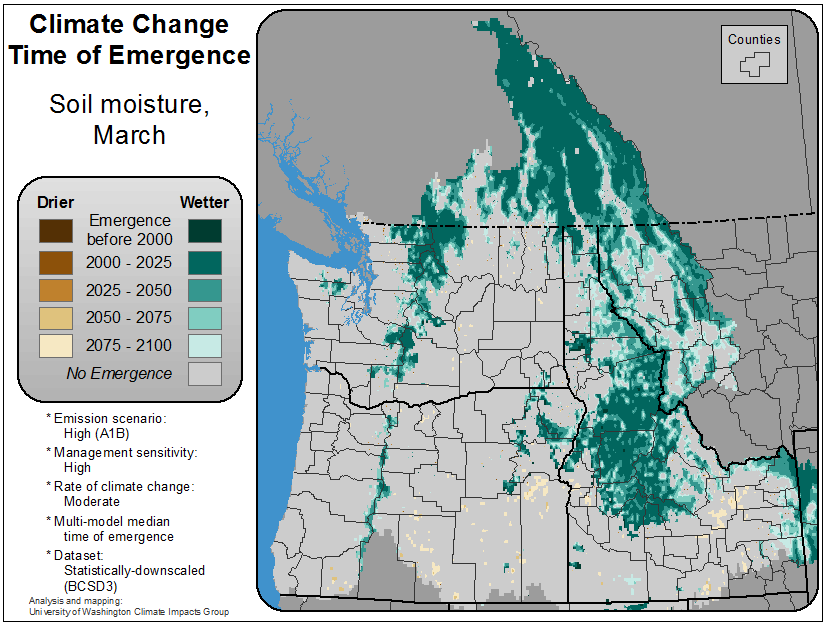 Climate Change
Time of Emergence
Soil moisture,
March
Counties
Drier
Wetter
Emergence
before 2000
2000 - 2025
2025 - 2050
2050 - 2075
2075 - 2100
No Emergence
* Emission scenario:
High (A1B)
* Management sensitivity:
High
* Rate of climate change:
Moderate
* Multi-model median
time of emergence
* Dataset:
Statistically-downscaled
(BCSD3)
Analysis and mapping:
University of Washington Climate Impacts Group